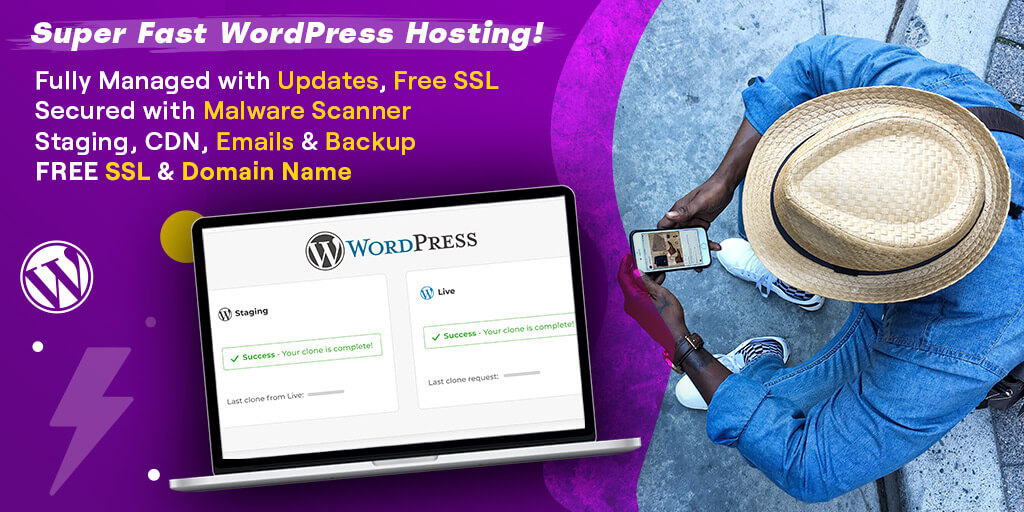 Super Fast WordPress Hosting!
Fully Managed with Updates, Free SSL
Secured with Malware Scanner
Staging, CDN, Emails & Backup
FREE SSL & Domain Name
WORDPRESS
Staging
Success - Your clone is complete!
Last clone from Live:
Live
Success - Your clone is complete!
Last clone request: